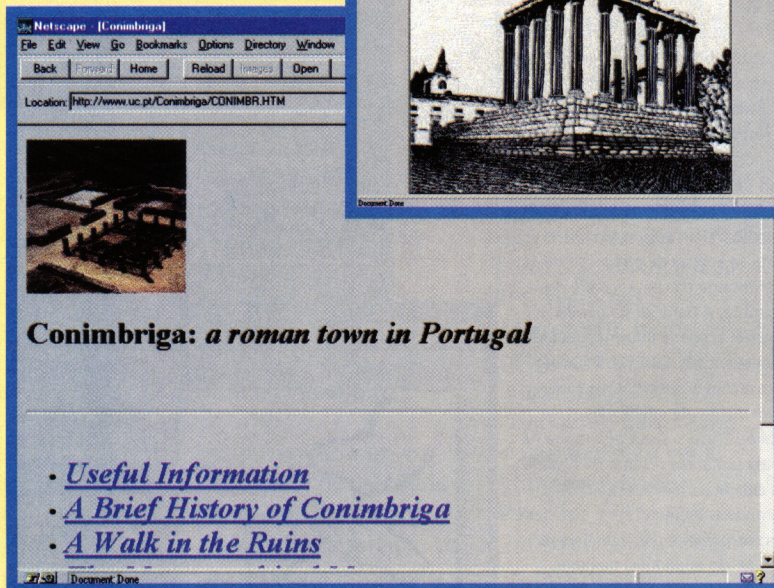 Netscape - [Conimbriga]
File Edit View Go Bookmarks Options Directory Window
Back Forward Home Reload Images Open
Location: http://www.uc.pt/Conimbriga/CONIMBR.HTM
Document: Done
Conimbriga: a roman town in Portugal
• Useful Information
• A Brief History of Conimbriga
• A Walk in the Ruins
Document: Done